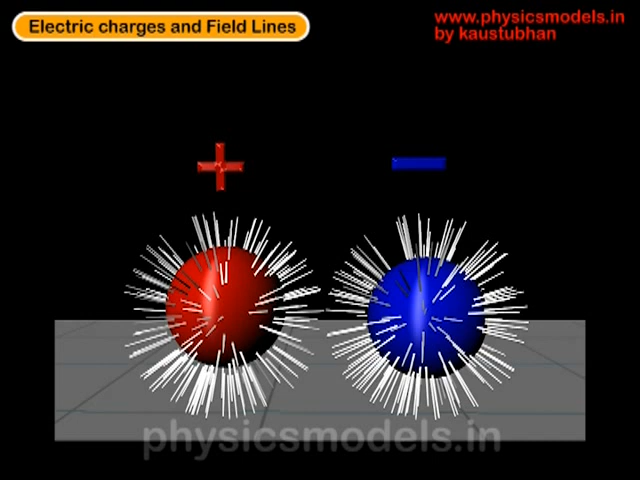 Electric charges and Field Lines
www.physicsmodels.in
by kaustubhan
+
−
physicsmodels.in